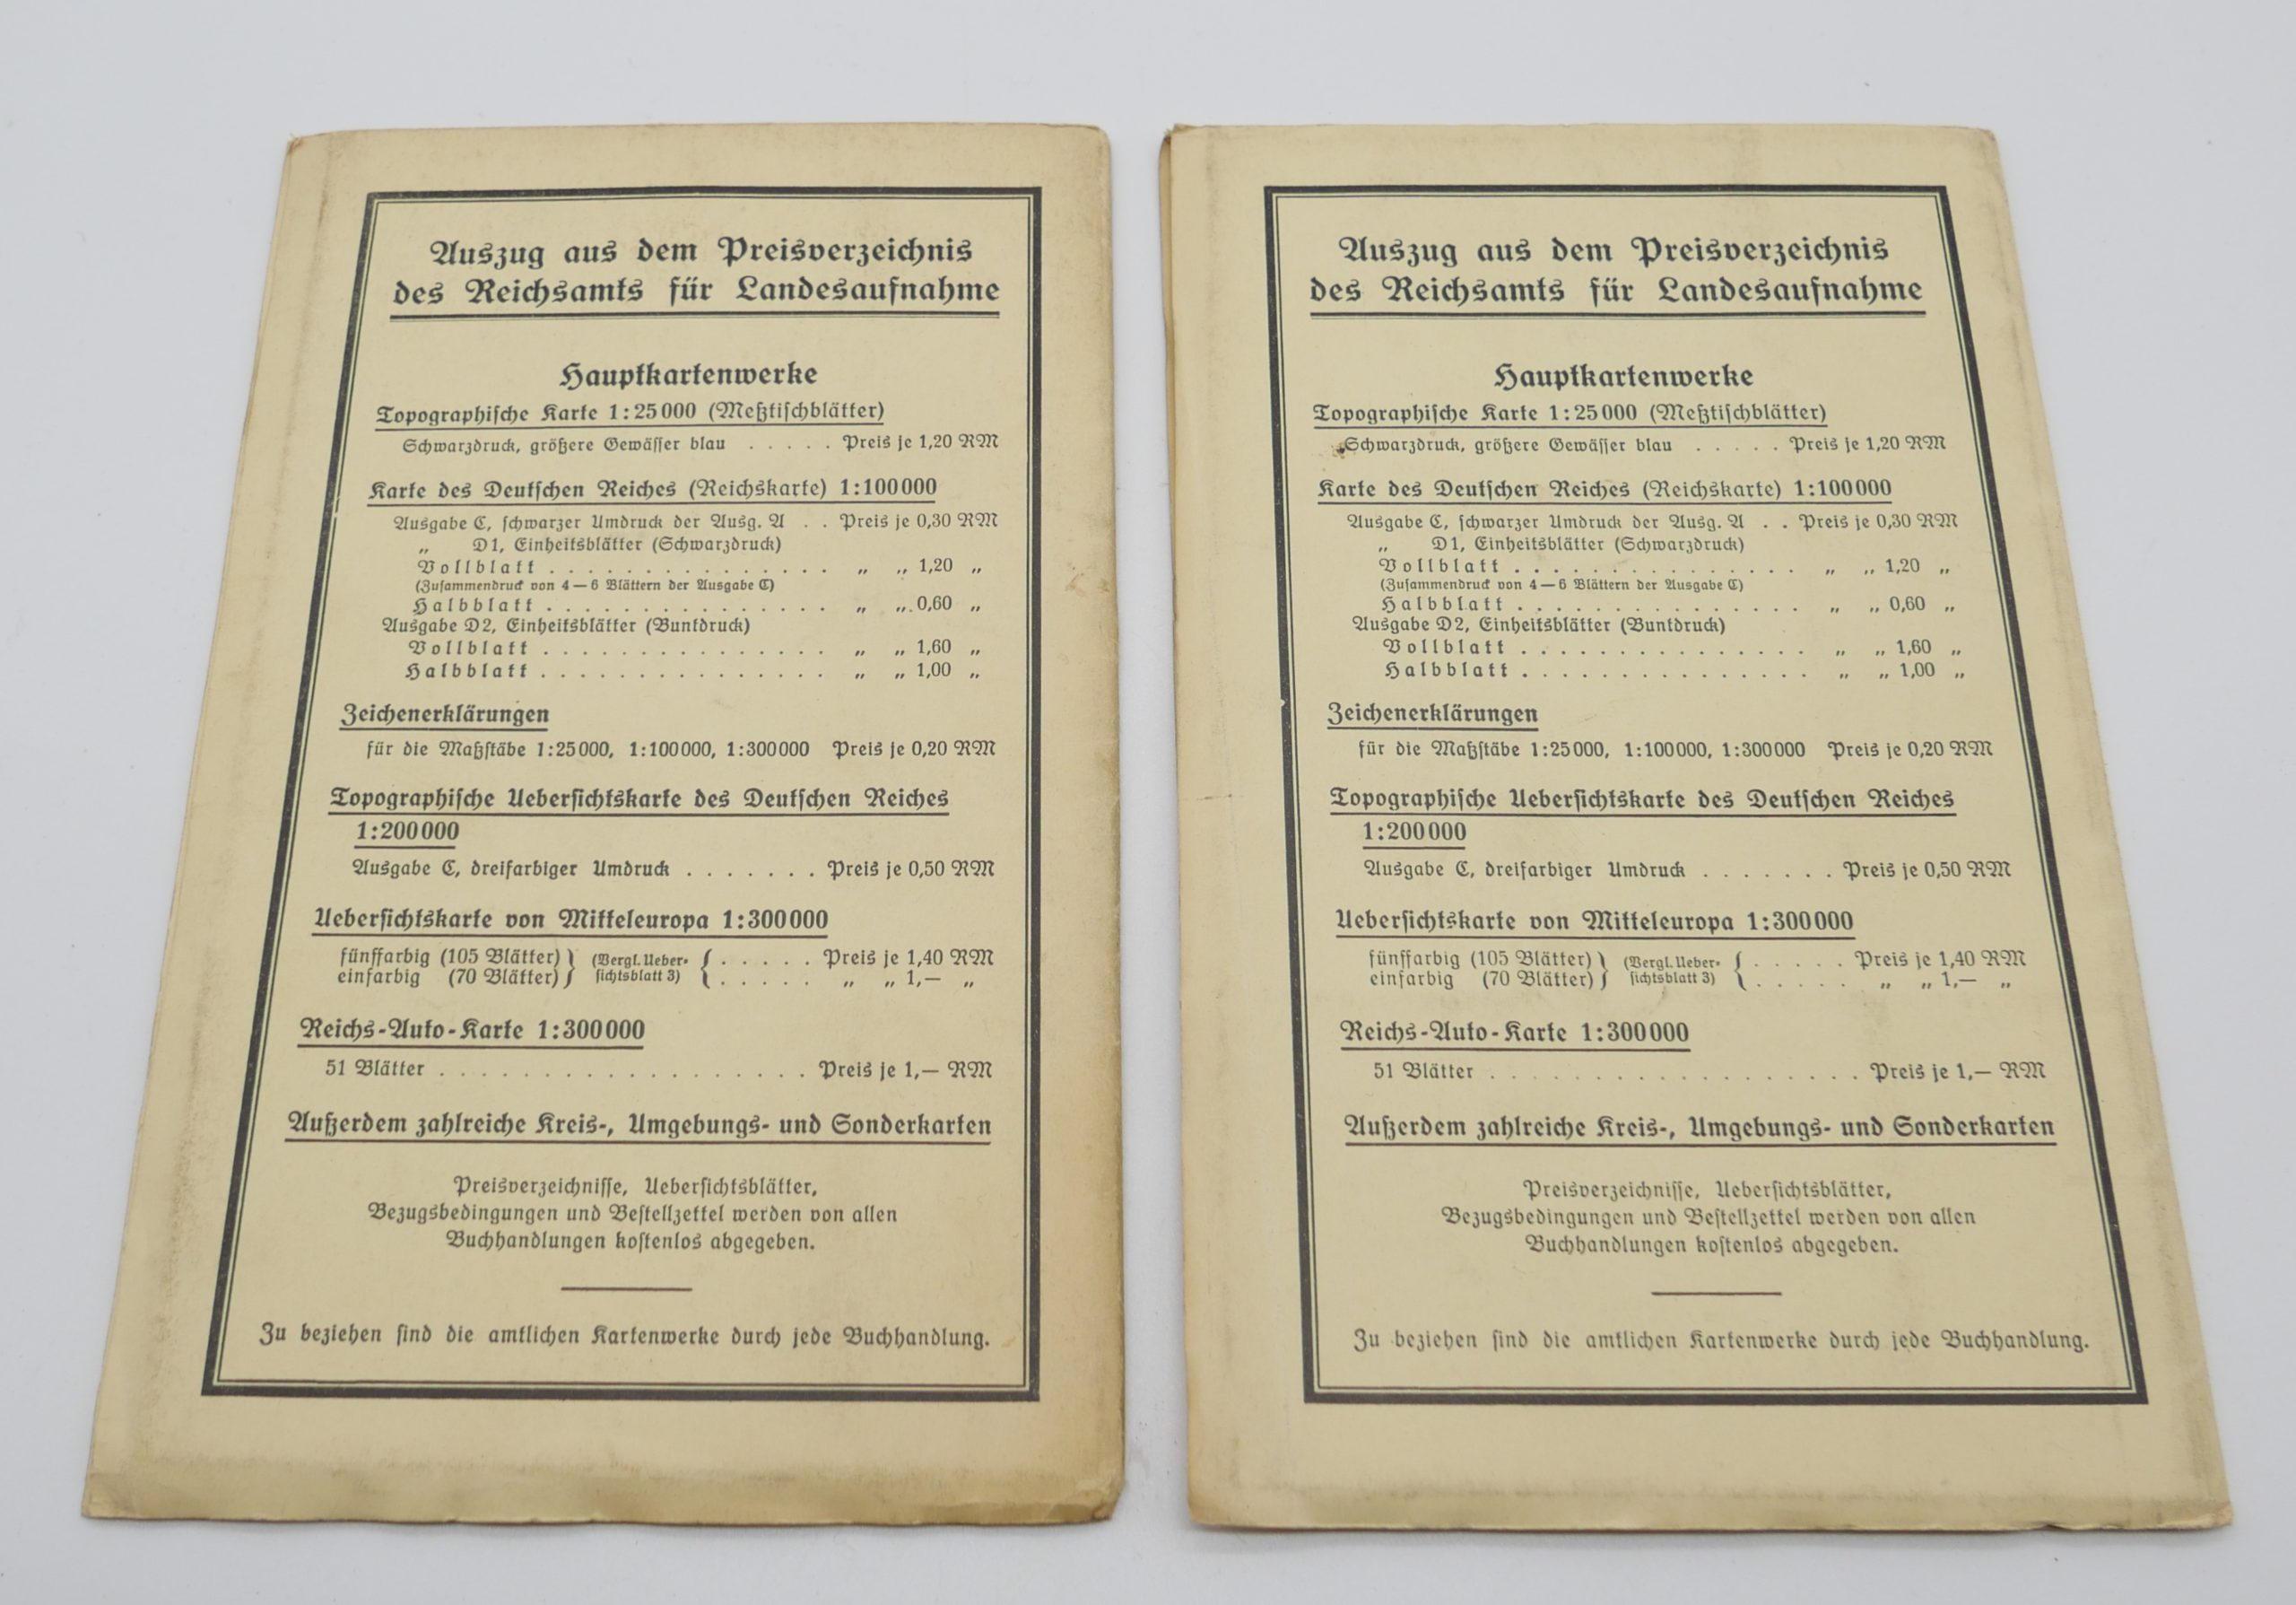 Auszug aus dem Preisverzeichnis
des Reichsamts für Landesaufnahme
Hauptkartenwerke
Topographische Karte 1:25000 (Meßtischblätter)
Schwarzdruck, größere Gewässer blau . . . . . Preis je 1,20 RM
Karte des Deutschen Reiches (Reichskarte) 1:100000
Ausgabe C, schwarzer Umdruck der Ausg. A . . Preis je 0,30 RM
„ D1, Einheitsblätter (Schwarzdruck)
Vollblatt . . . . . . . . . . . . . . . „ „ 1,20 „
(Zusammendruck von 4—6 Blättern der Ausgabe C)
Halbblatt . . . . . . . . . . . . . . . „ „ 0,60 „
Ausgabe D2, Einheitsblätter (Buntdruck)
Vollblatt . . . . . . . . . . . . . . . „ „ 1,60 „
Halbblatt . . . . . . . . . . . . . . . „ „ 1,00 „
Zeichenerklärungen
für die Maßstäbe 1:25000, 1:100000, 1:300000 Preis je 0,20 RM
Topographische Uebersichtskarte des Deutschen Reiches
1:200000
Ausgabe C, dreifarbiger Umdruck . . . . . . . Preis je 0,50 RM
Uebersichtskarte von Mitteleuropa 1:300000
fünffarbig (105 Blätter) } (Vergl. Ueber- { . . . . . Preis je 1,40 RM
einfarbig (70 Blätter) } sichtsblatt 3) { . . . . . „ „ 1,— „
Reichs-Auto-Karte 1:300000
51 Blätter . . . . . . . . . . . . . . . . . . Preis je 1,— RM
Außerdem zahlreiche Kreis-, Umgebungs- und Sonderkarten
Preisverzeichnisse, Uebersichtsblätter,
Bezugsbedingungen und Bestellzettel werden von allen
Buchhandlungen kostenlos abgegeben.
Zu beziehen sind die amtlichen Kartenwerke durch jede Buchhandlung.
Auszug aus dem Preisverzeichnis
des Reichsamts für Landesaufnahme
Hauptkartenwerke
Topographische Karte 1:25000 (Meßtischblätter)
Schwarzdruck, größere Gewässer blau . . . . . Preis je 1,20 RM
Karte des Deutschen Reiches (Reichskarte) 1:100000
Ausgabe C, schwarzer Umdruck der Ausg. A . . Preis je 0,30 RM
„ D1, Einheitsblätter (Schwarzdruck)
Vollblatt . . . . . . . . . . . . . . . „ „ 1,20 „
(Zusammendruck von 4—6 Blättern der Ausgabe C)
Halbblatt . . . . . . . . . . . . . . . „ „ 0,60 „
Ausgabe D2, Einheitsblätter (Buntdruck)
Vollblatt . . . . . . . . . . . . . . . „ „ 1,60 „
Halbblatt . . . . . . . . . . . . . . . „ „ 1,00 „
Zeichenerklärungen
für die Maßstäbe 1:25000, 1:100000, 1:300000 Preis je 0,20 RM
Topographische Uebersichtskarte des Deutschen Reiches
1:200000
Ausgabe C, dreifarbiger Umdruck . . . . . . . Preis je 0,50 RM
Uebersichtskarte von Mitteleuropa 1:300000
fünffarbig (105 Blätter) } (Vergl. Ueber- { . . . . . Preis je 1,40 RM
einfarbig (70 Blätter) } sichtsblatt 3) { . . . . . „ „ 1,— „
Reichs-Auto-Karte 1:300000
51 Blätter . . . . . . . . . . . . . . . . . . Preis je 1,— RM
Außerdem zahlreiche Kreis-, Umgebungs- und Sonderkarten
Preisverzeichnisse, Uebersichtsblätter,
Bezugsbedingungen und Bestellzettel werden von allen
Buchhandlungen kostenlos abgegeben.
Zu beziehen sind die amtlichen Kartenwerke durch jede Buchhandlung.